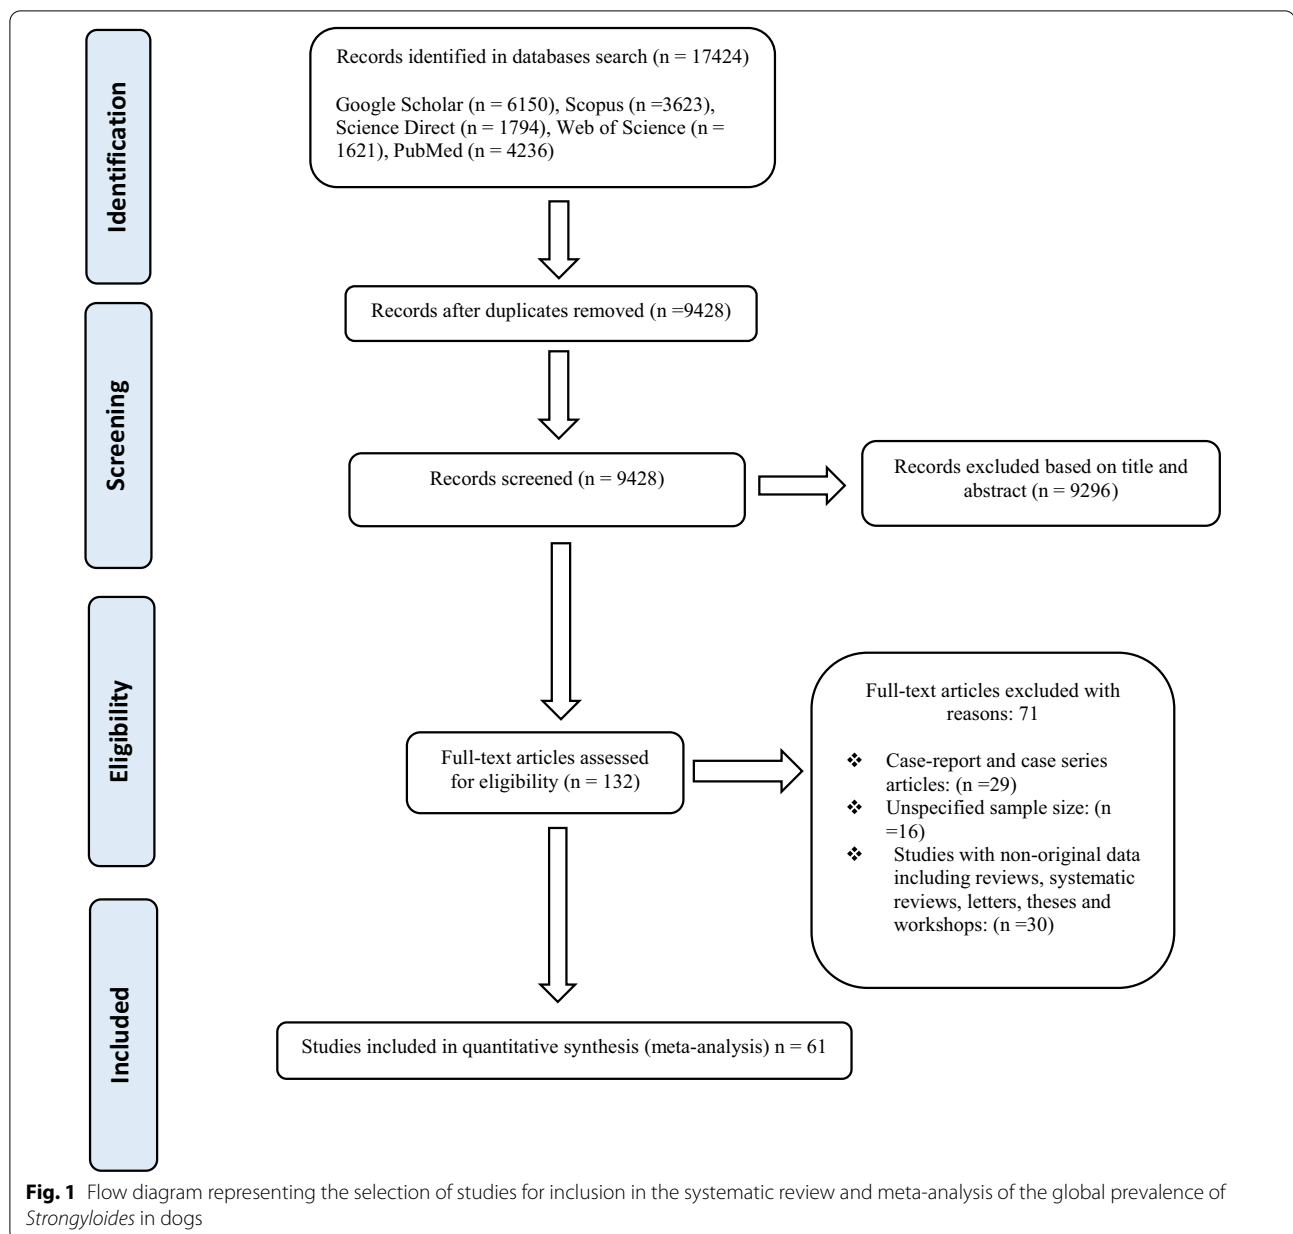 Identification
Records identified in databases search (n = 17424)
Google Scholar (n = 6150), Scopus (n =3623),
Science Direct (n = 1794), Web of Science (n =
1621), PubMed (n = 4236)
Records after duplicates removed (n =9428)
Screening
Records screened (n = 9428)
Records excluded based on title and
abstract (n = 9296)
Eligibility
Full-text articles assessed
for eligibility (n = 132)
Full-text articles excluded with
reasons: 71
❖ Case-report and case series
articles: (n =29)
❖ Unspecified sample size: (n
=16)
❖ Studies with non-original data
including reviews, systematic
reviews, letters, theses and
workshops: (n =30)
Included
Studies included in quantitative synthesis (meta-analysis) n = 61
Fig. 1 Flow diagram representing the selection of studies for inclusion in the systematic review and meta-analysis of the global prevalence of
Strongyloides in dogs